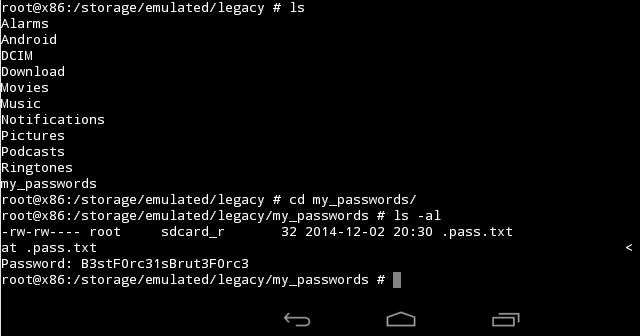 root@x86:/storage/emulated/legacy # ls
Alarms
Android
DCIM
Download
Movies
Music
Notifications
Pictures
Podcasts
Ringtones
my_passwords
root@x86:/storage/emulated/legacy # cd my_passwords/
root@x86:/storage/emulated/legacy/my_passwords # ls -al
-rw-rw---- root     sdcard_r       32 2014-12-02 20:30 .pass.txt
at .pass.txt <
Password: B3stF0rc31sBrut3F0rc3
root@x86:/storage/emulated/legacy/my_passwords #